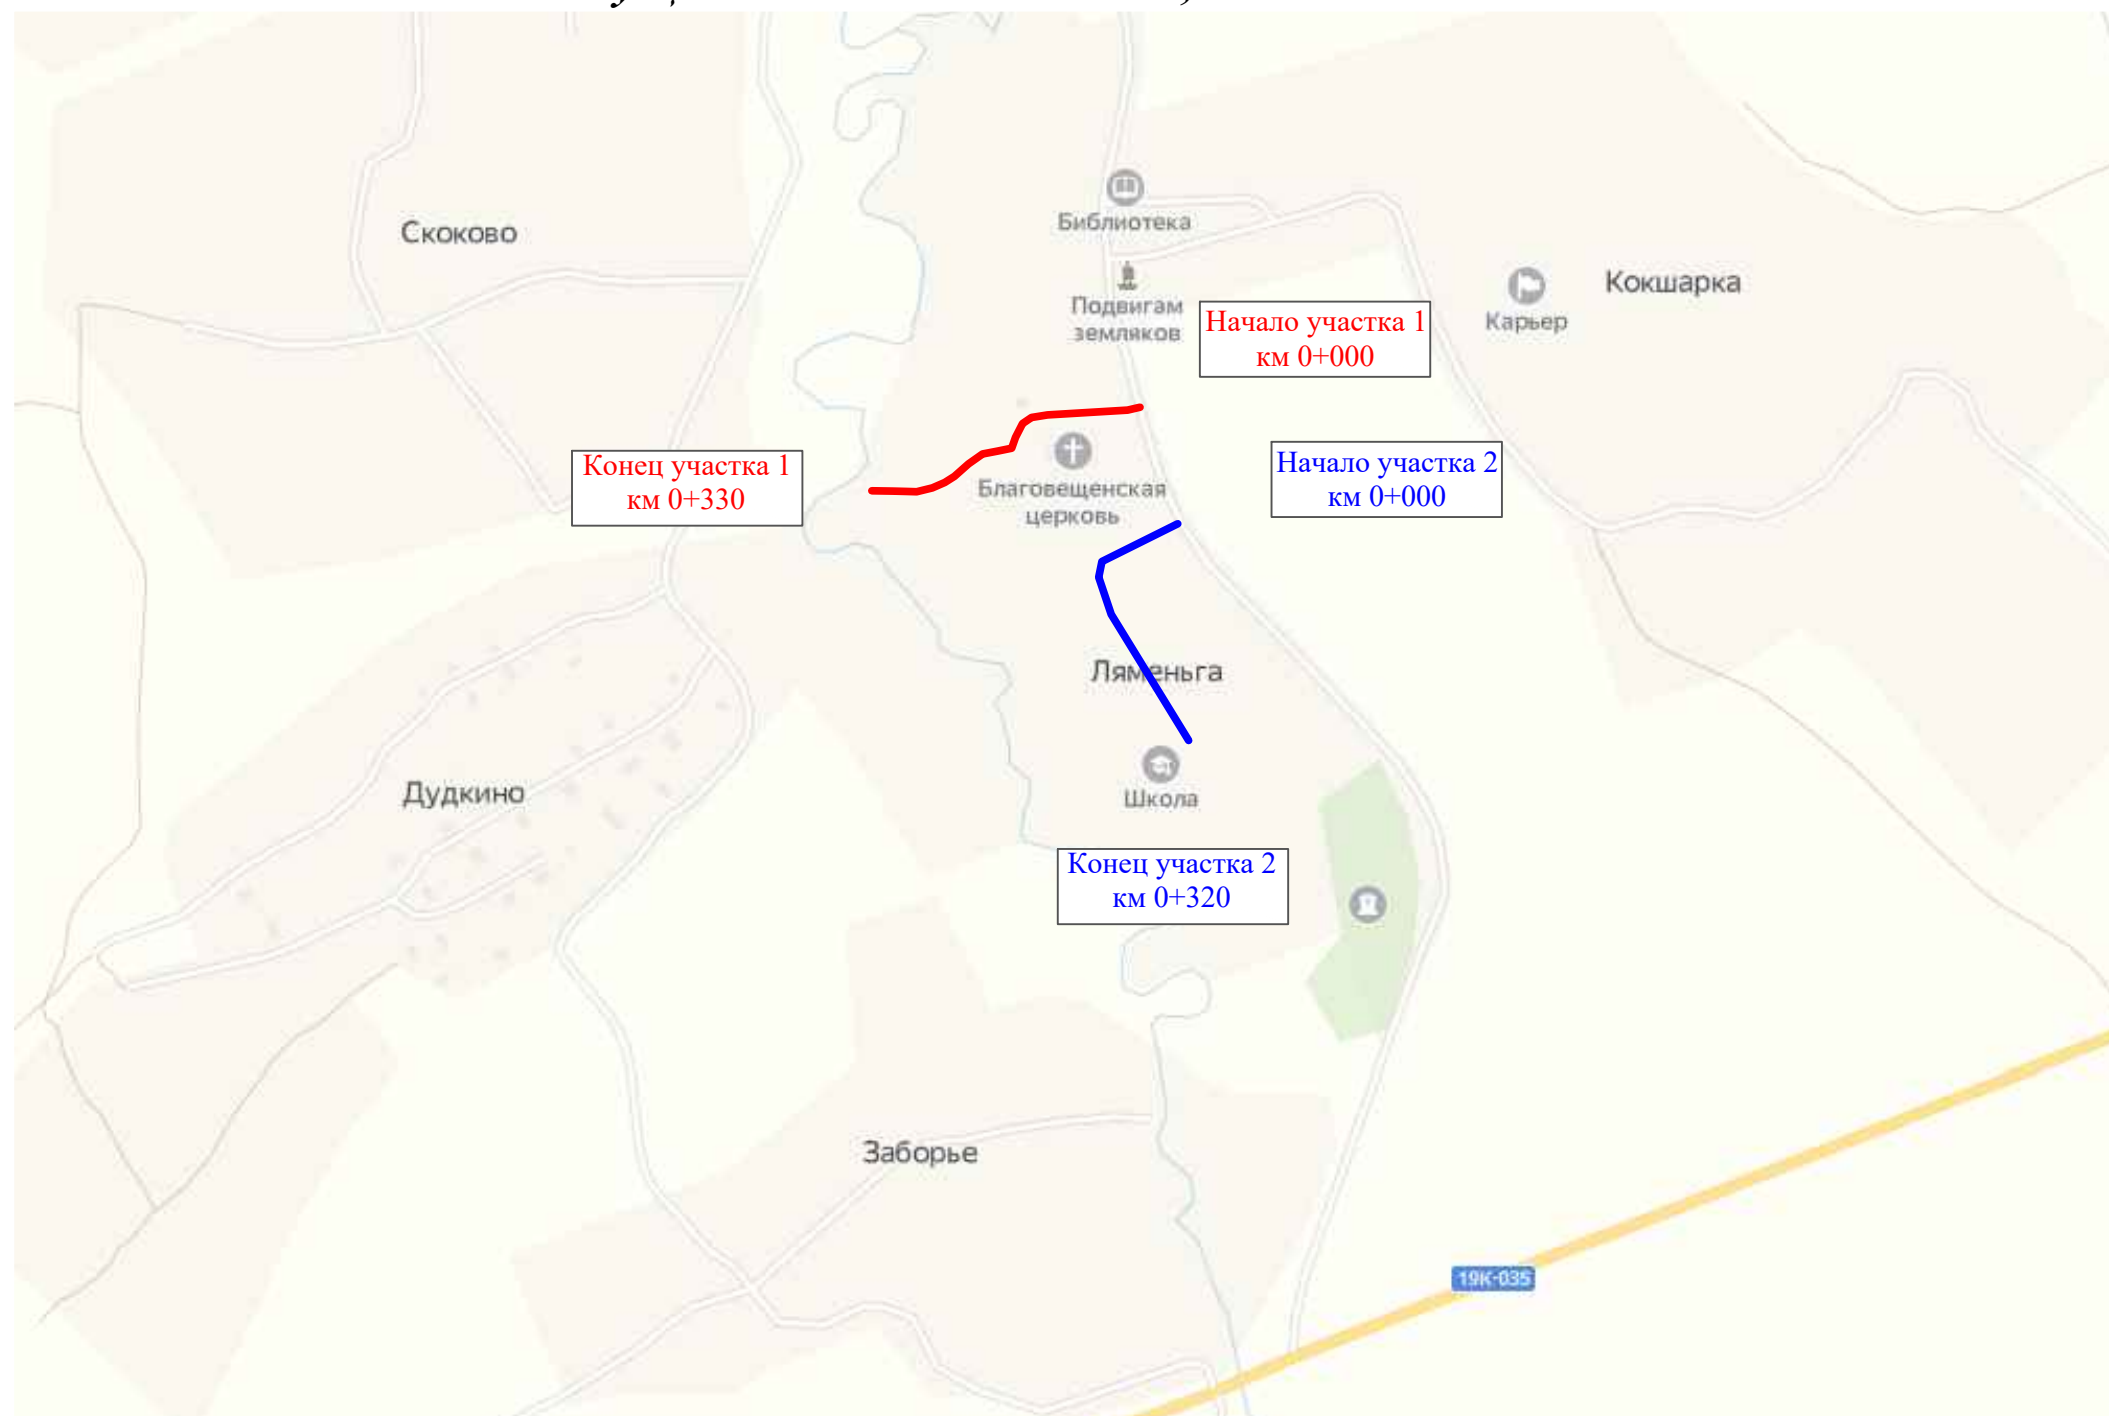 Библиотека
Скоково
Подвигам
земляков
Кокшарка
Карьер
Начало участка 1
км 0+000
Конец участка 1
км 0+330
Благовещенская
церковь
Начало участка 2
км 0+000
Ляменьга
Школа
Дудкино
Конец участка 2
км 0+320
Заборье
19К-035